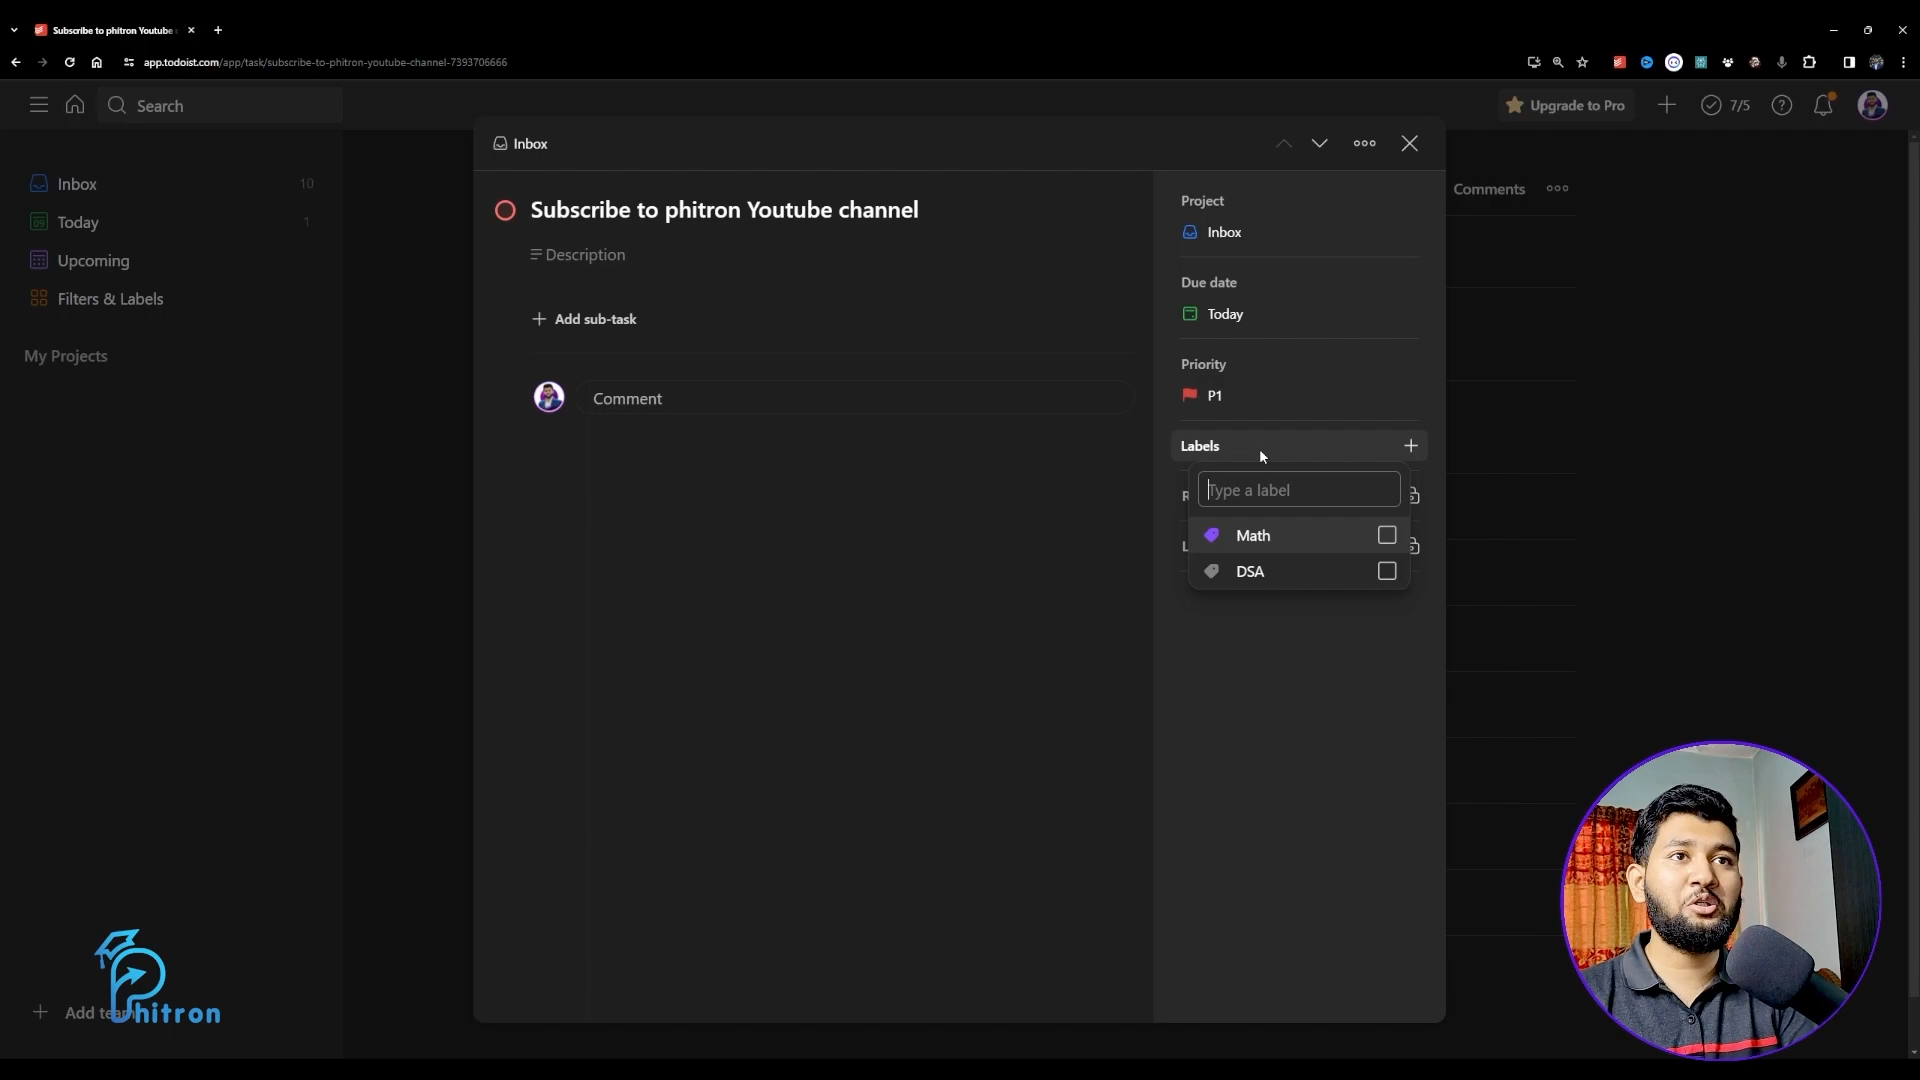 Subscribe to phitron Youtube
app.todoist.com/app/task/subscribe-to-phitron-youtube-channel-7393706666
Search
Upgrade to Pro
7/5
Inbox
Comments
Inbox 10
Today 1
Upcoming
Filters & Labels
My Projects
Subscribe to phitron Youtube channel
Description
Add sub-task
Comment
Project
Inbox
Due date
Today
Priority
P1
Labels
Type a label
Math
DSA
Add
Phitron